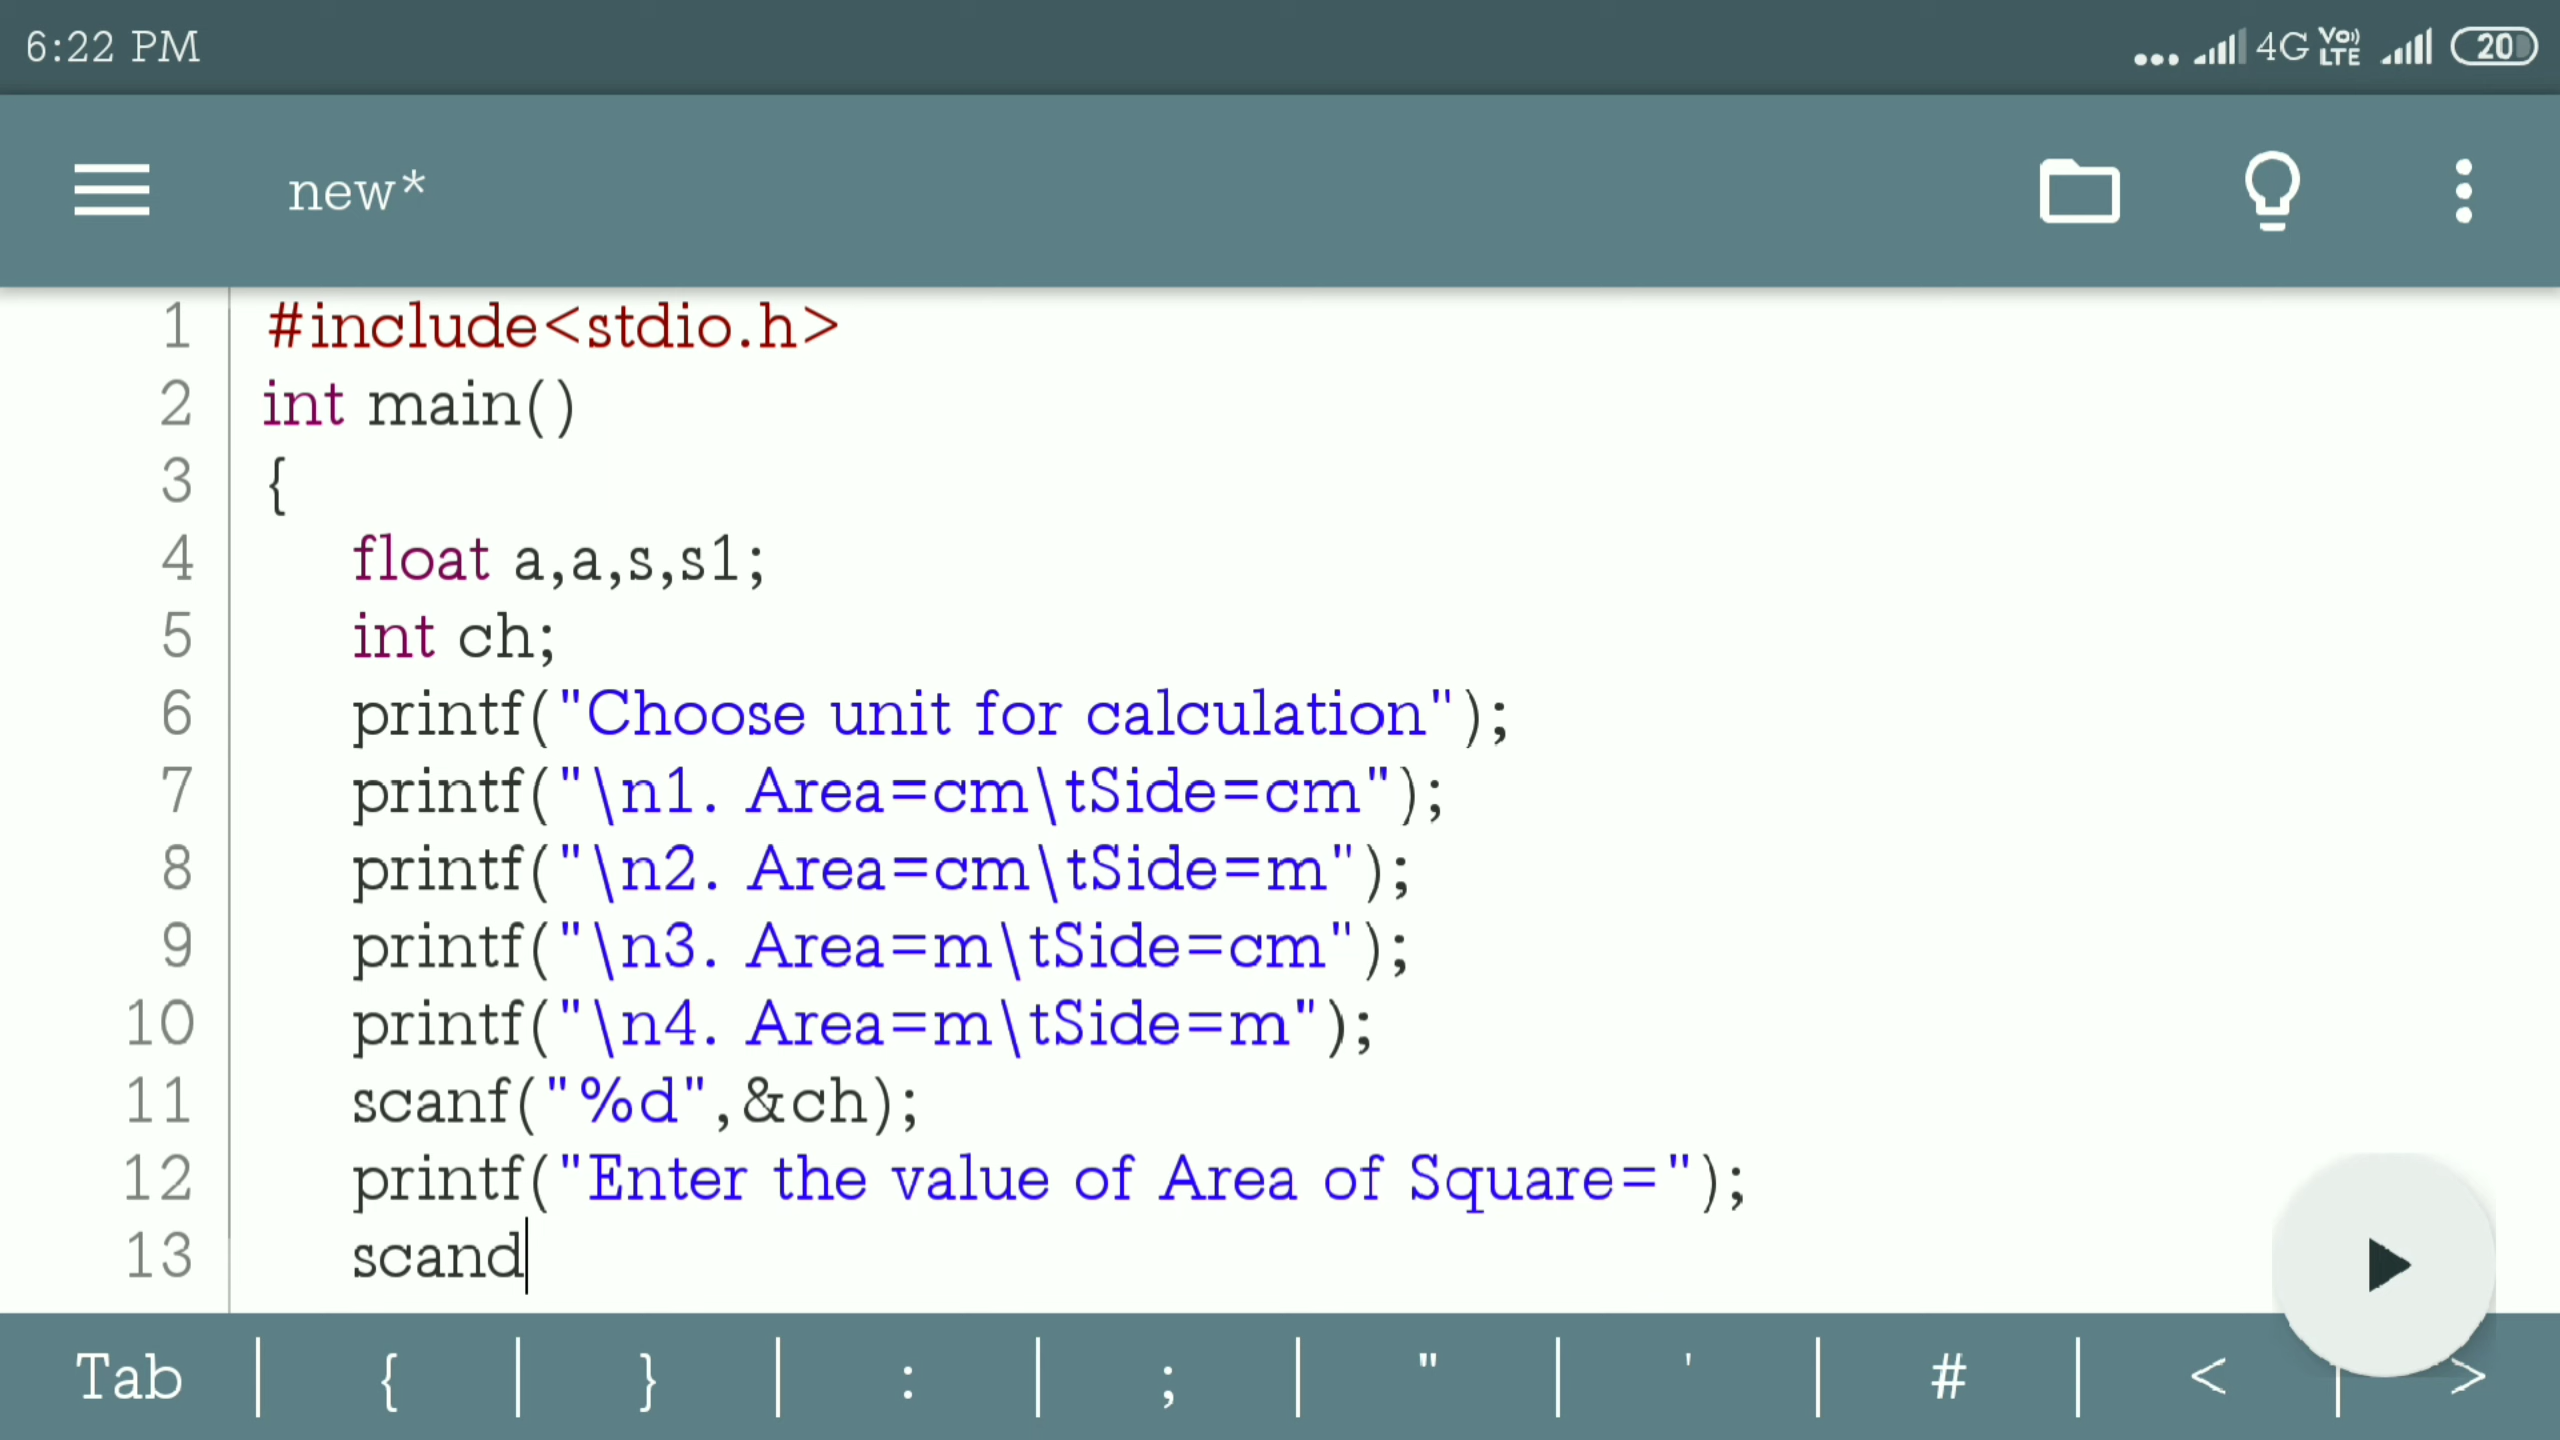 6:22 PM 4G Vo) LTE 20
new*
1 #include<stdio.h>
2 int main()
3 {
4 float a,a,s,s1;
5 int ch;
6 printf("Choose unit for calculation");
7 printf("\n1. Area=cm\tSide=cm");
8 printf("\n2. Area=cm\tSide=m");
9 printf("\n3. Area=m\tSide=cm");
10 printf("\n4. Area=m\tSide=m");
11 scanf("%d",&ch);
12 printf("Enter the value of Area of Square=");
13 scand
Tab { } : ; " ' # < >